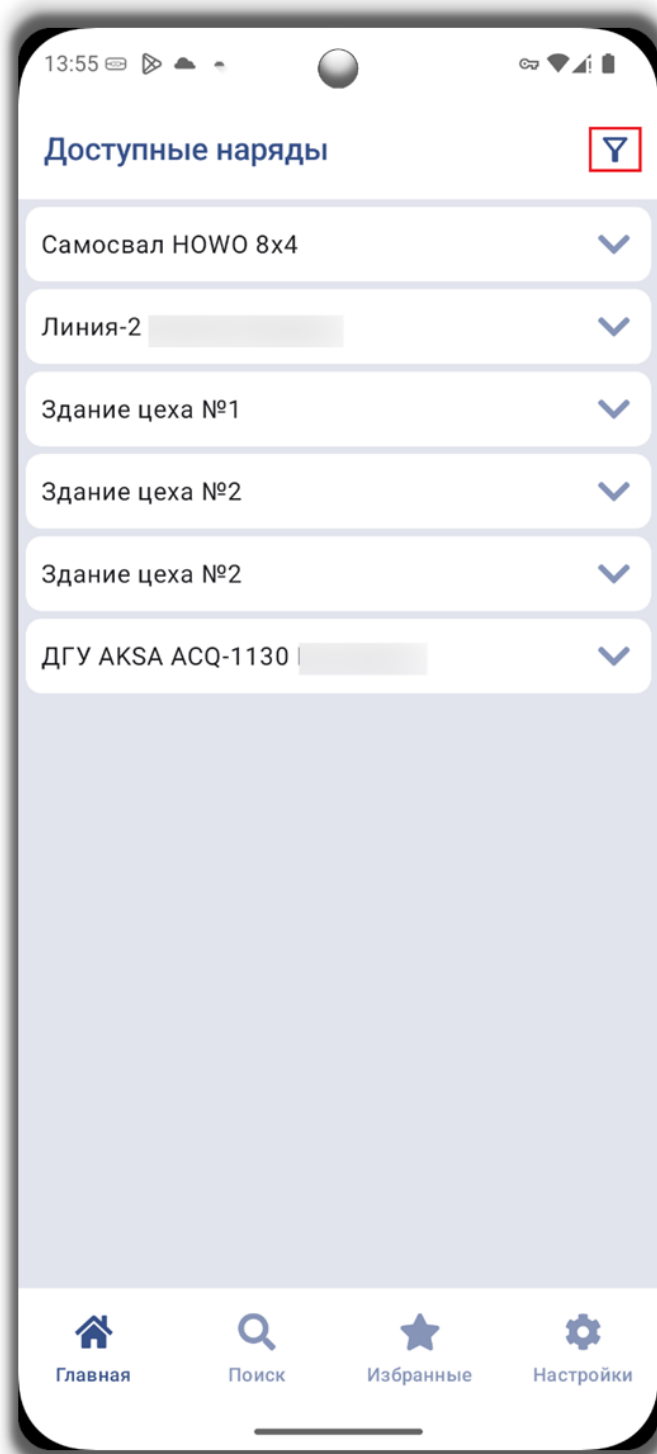 13:55
Доступные наряды
Самосвал HOWO 8x4
Линия-2
Здание цеха №1
Здание цеха №2
Здание цеха №2
ДГУ AKSA ACQ-1130
Главная Поиск Избранные Настройки